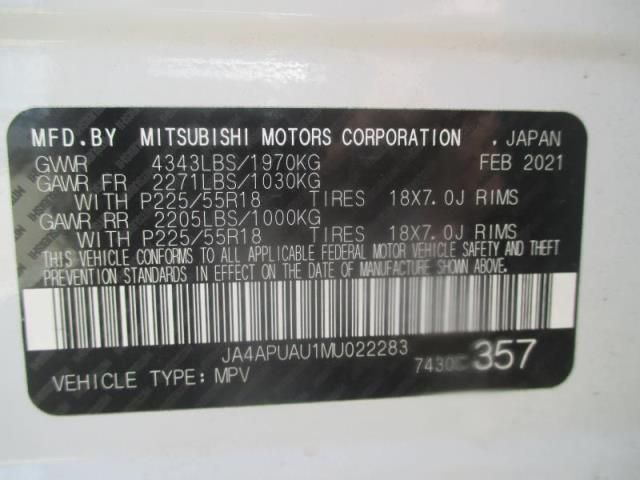 MFD.BY MITSUBISHI MOTORS CORPORATION . JAPAN
GVWR 4343LBS/1970KG FEB 2021
GAWR FR 2271LBS/1030KG
WITH P225/55R18 TIRES 18X7.0J RIMS
GAWR RR 2205LBS/1000KG
WITH P225/55R18 TIRES 18X7.0J RIMS
THIS VEHICLE CONFORMS TO ALL APPLICABLE FEDERAL MOTOR VEHICLE SAFETY AND THEFT
PREVENTION STANDARDS IN EFFECT ON THE DATE OF MANUFACTURE SHOWN ABOVE.
JA4APUAU1MU022283
VEHICLE TYPE: MPV 357